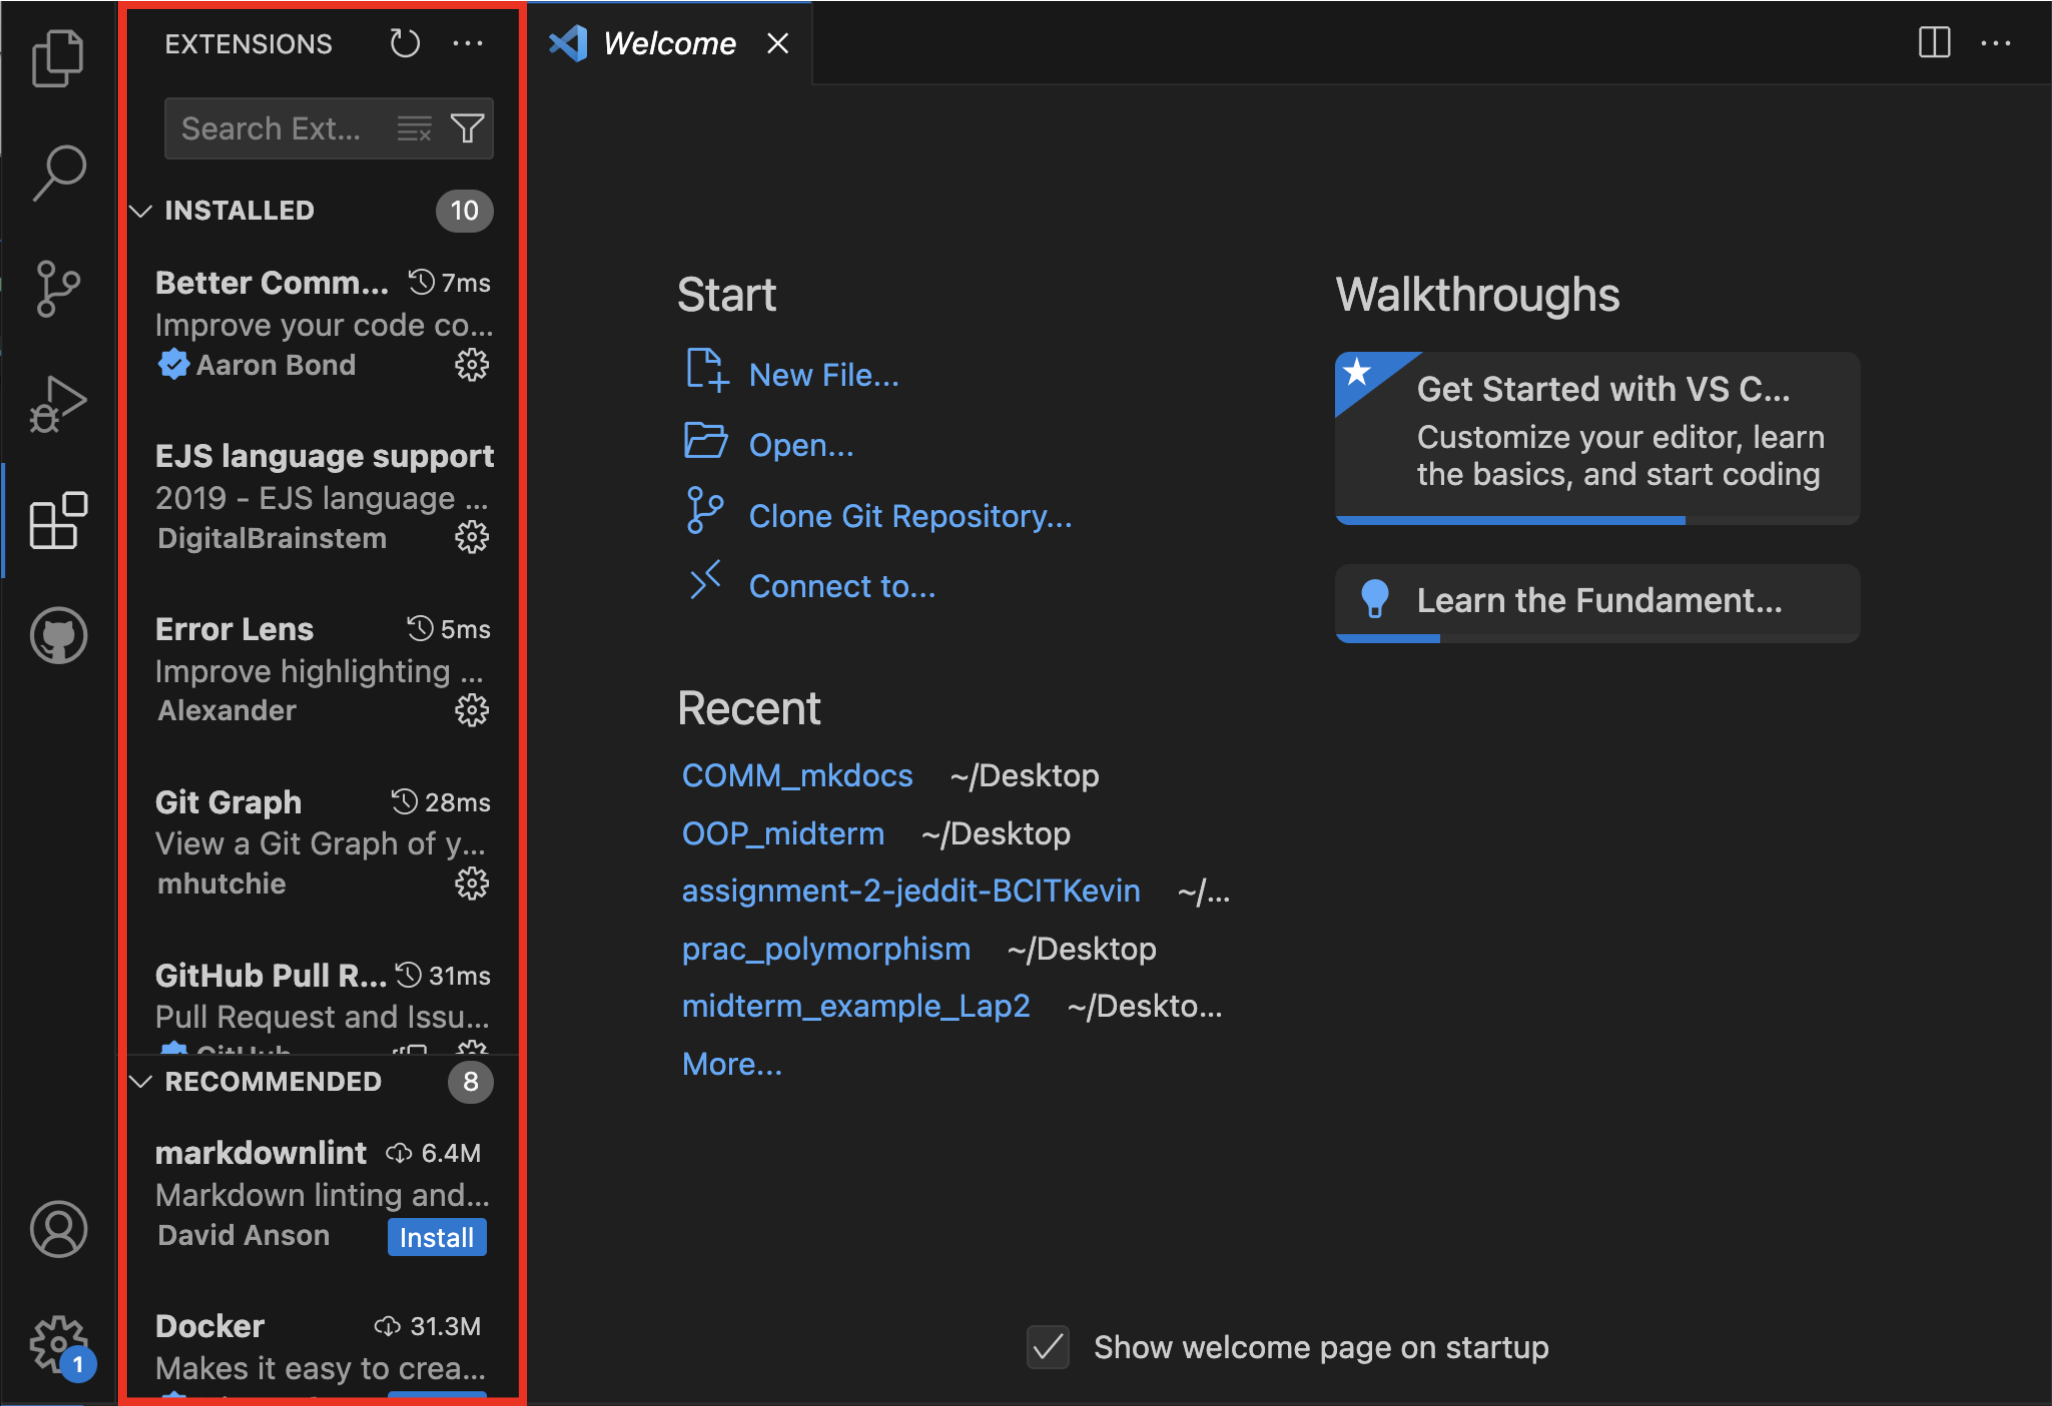 EXTENSIONS
Search Ext...
INSTALLED 10
Better Comm... 7ms
Improve your code co...
Aaron Bond
EJS language support
2019 - EJS language ...
DigitalBrainstem
Error Lens 5ms
Improve highlighting ...
Alexander
Git Graph 28ms
View a Git Graph of y...
mhutchie
GitHub Pull R... 31ms
Pull Request and Issu...
GitHub
RECOMMENDED 8
markdownlint 6.4M
Markdown linting and...
David Anson Install
Docker 31.3M
Makes it easy to crea...
1
Welcome
Start
New File...
Open...
Clone Git Repository...
Connect to...
Recent
COMM_mkdocs ~/Desktop
OOP_midterm ~/Desktop
assignment-2-jeddit-BCITKevin ~/...
prac_polymorphism ~/Desktop
midterm_example_Lap2 ~/Deskto...
More...
Walkthroughs
Get Started with VS C...
Customize your editor, learn
the basics, and start coding
Learn the Fundament...
Show welcome page on startup